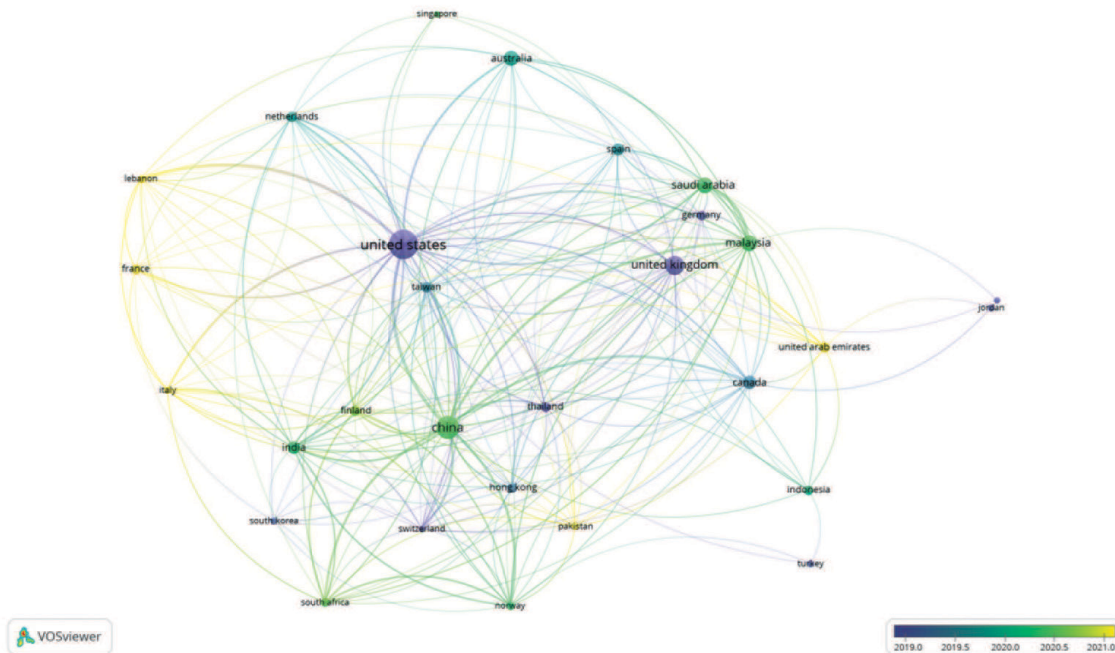 singapore
australia
netherlands
spain
lebanon
saudi arabia
germany
united states
malaysia
united kingdom
france
taiwan
jordan
united arab emirates
canada
italy
finland
thailand
china
india
hong kong
indonesia
south korea
switzerland
pakistan
turkey
south africa
norway
VOSviewer
2019.0 2019.5 2020.0 2020.5 2021.0